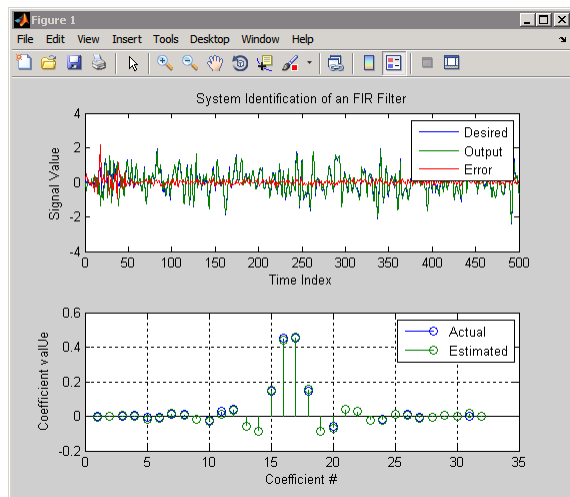 Figure 1
File Edit View Insert Tools Desktop Window Help
System Identification of an FIR Filter
4
2
0
-2
-4
Signal Value
Desired
Output
Error
0 50 100 150 200 250 300 350 400 450 500
Time Index
0.6
0.4
0.2
0
-0.2
Coefficient valUe
Actual
Estimated
0 5 10 15 20 25 30 35
Coefficient #